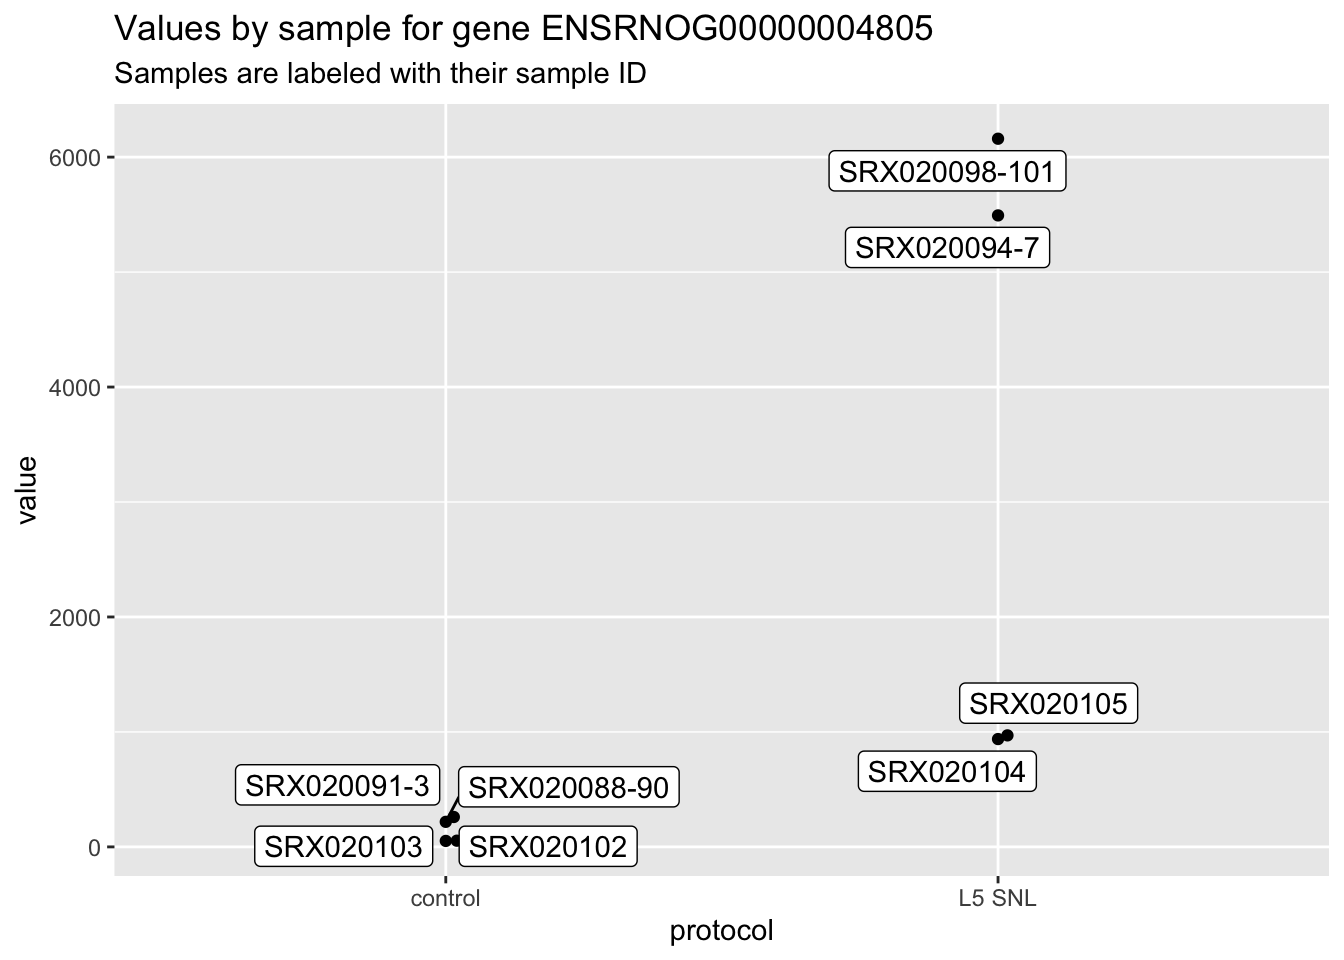 Values by sample for gene ENSRNOG00000004805
Samples are labeled with their sample ID
value
6000
4000
2000
0
SRX020098-101
SRX020094-7
SRX020105
SRX020104
SRX020091-3
SRX020088-90
SRX020103
SRX020102
control
L5 SNL
protocol